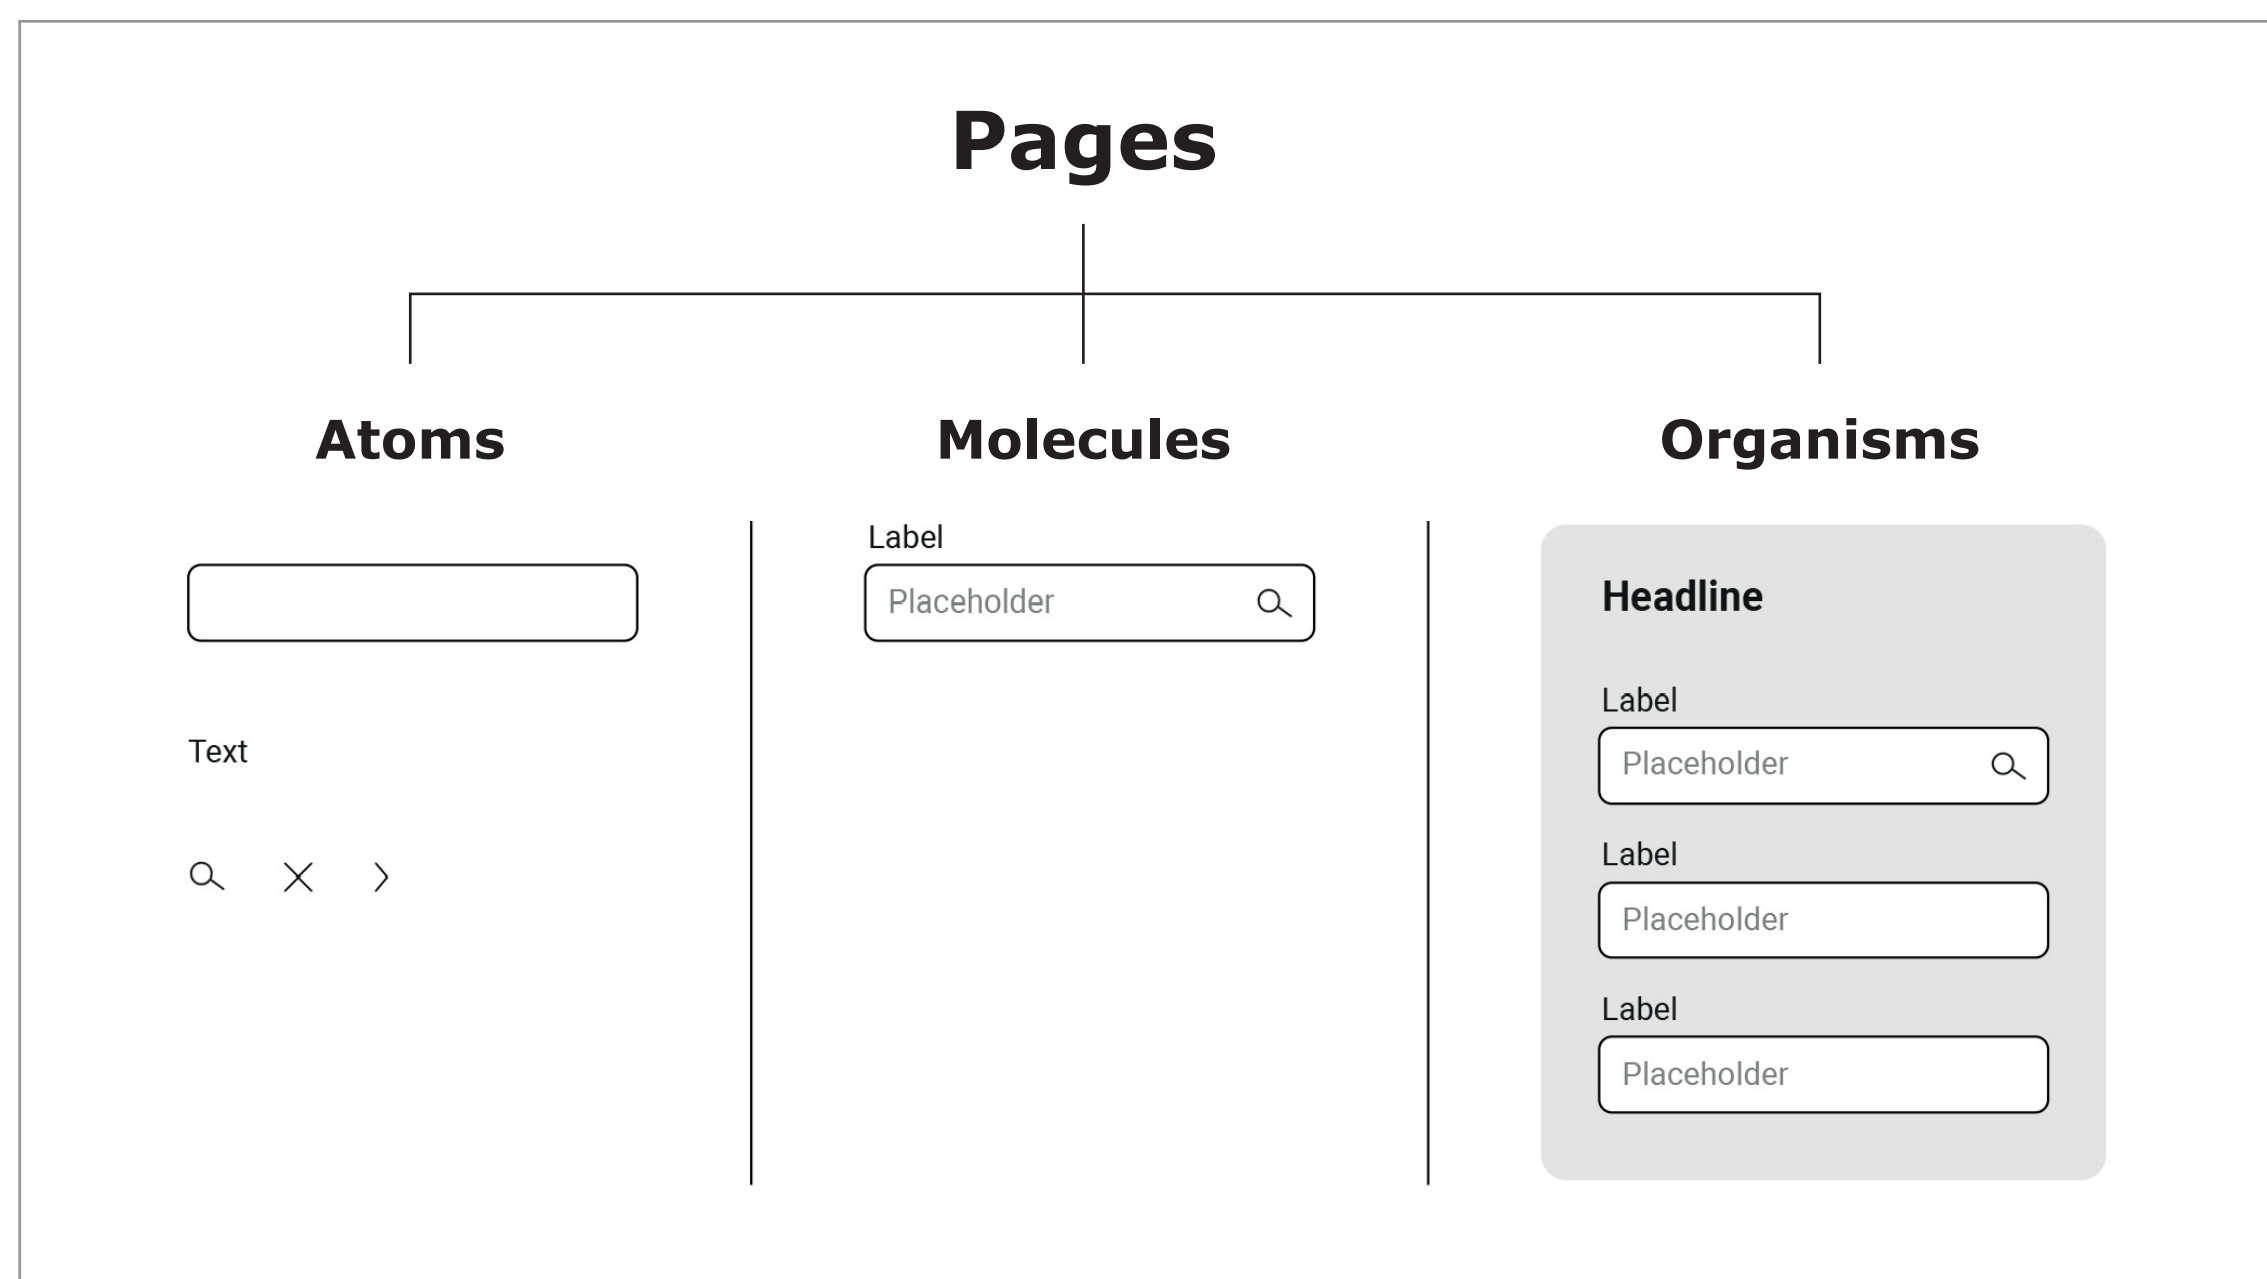 Pages
Atoms
Molecules
Organisms
Text
Label
Placeholder
Headline
Label
Placeholder
Label
Placeholder
Label
Placeholder